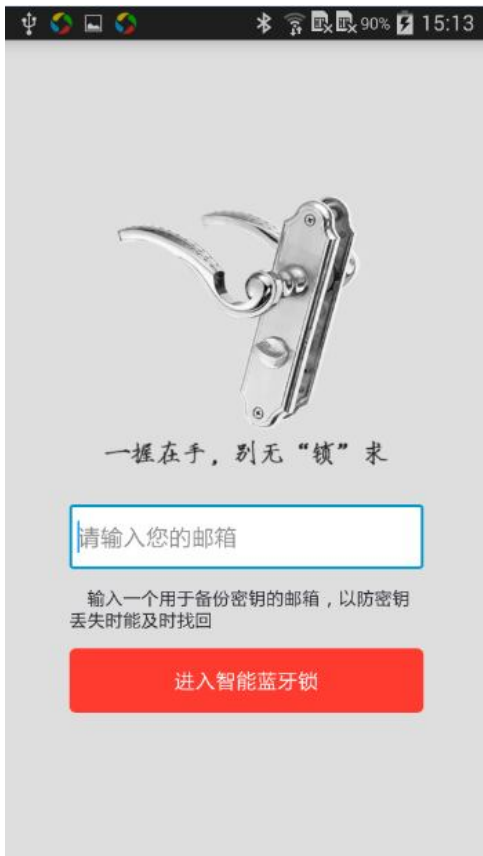 90% 15:13
一握在手，别无“锁”求
请输入您的邮箱
输入一个用于备份密钥的邮箱，以防密钥
丢失时能及时找回
进入智能蓝牙锁